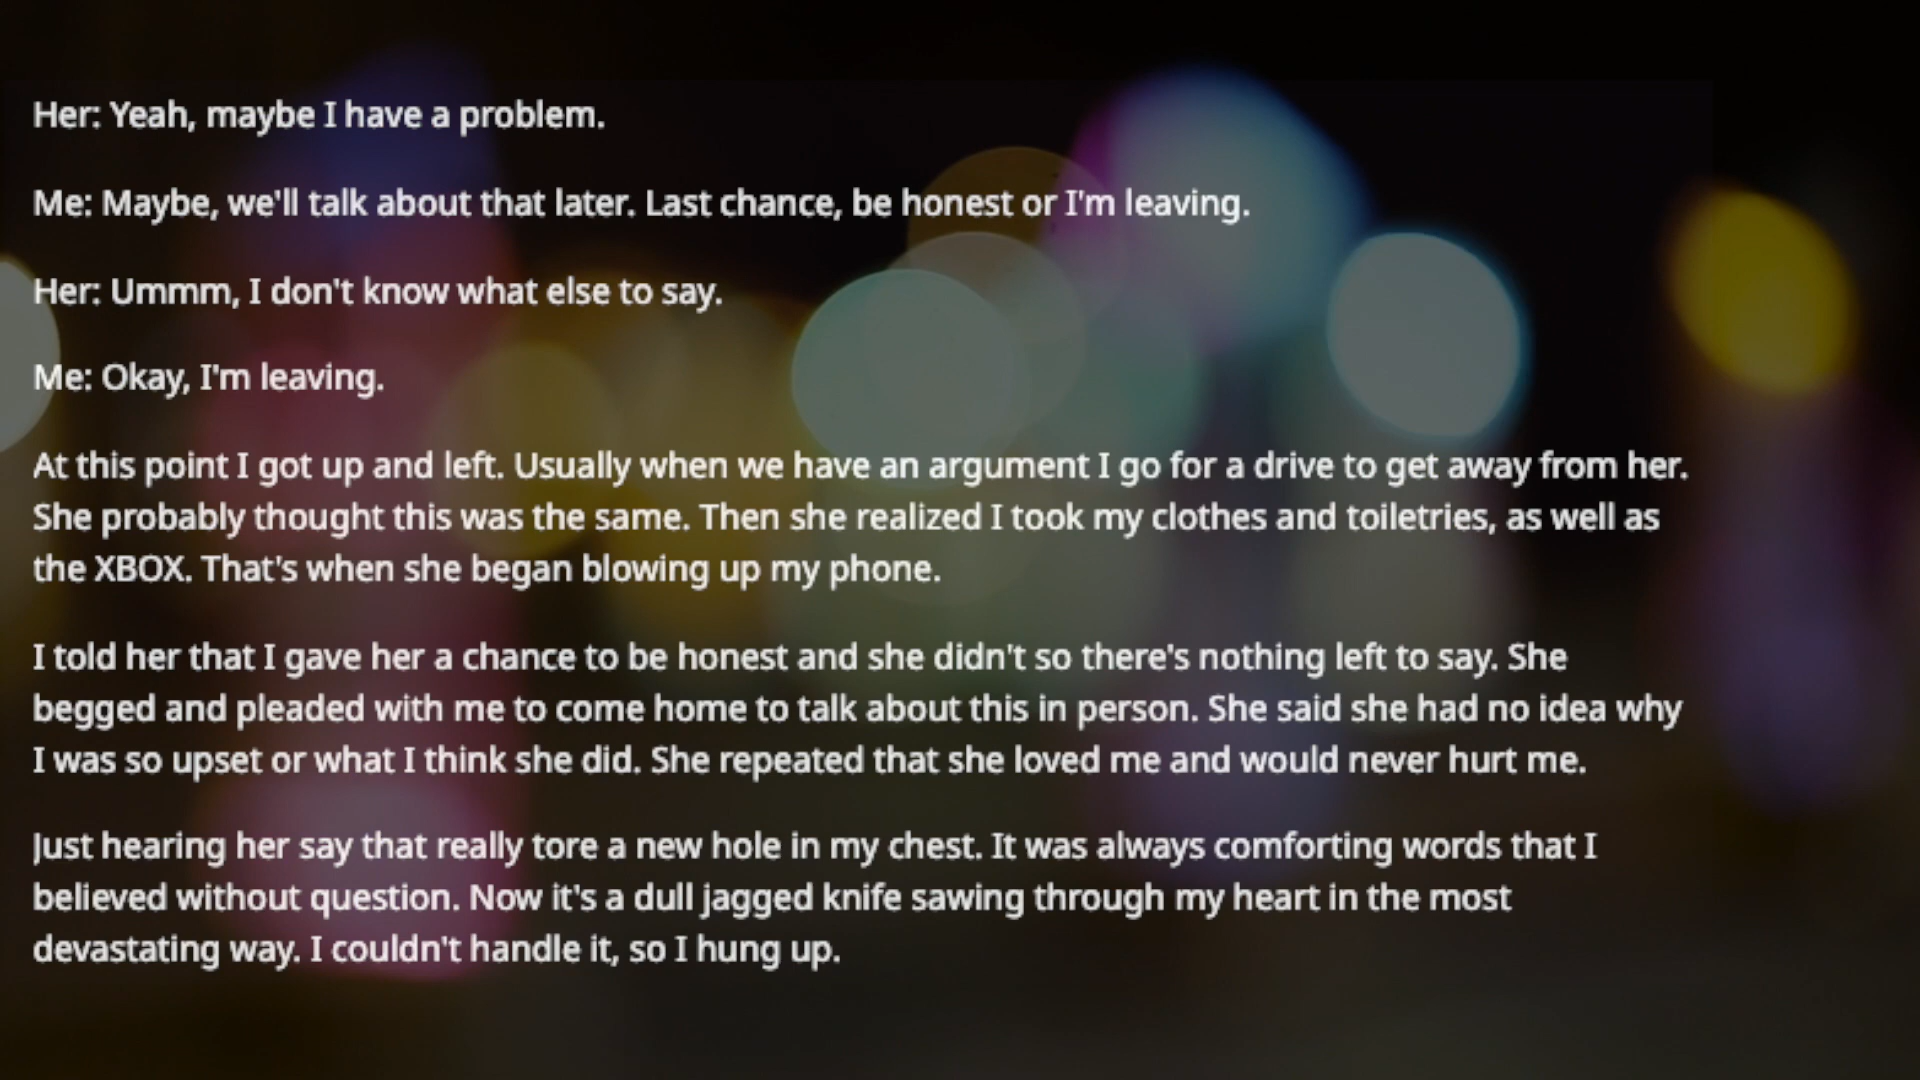 Her: Yeah, maybe I have a problem.
Me: Maybe, we'll talk about that later. Last chance, be honest or I'm leaving.
Her: Ummm, I don't know what else to say.
Me: Okay, I'm leaving.
At this point I got up and left. Usually when we have an argument I go for a drive to get away from her.
She probably thought this was the same. Then she realized I took my clothes and toiletries, as well as
the XBOX. That's when she began blowing up my phone.
I told her that I gave her a chance to be honest and she didn't so there's nothing left to say. She
begged and pleaded with me to come home to talk about this in person. She said she had no idea why
I was so upset or what I think she did. She repeated that she loved me and would never hurt me.
Just hearing her say that really tore a new hole in my chest. It was always comforting words that I
believed without question. Now it's a dull jagged knife sawing through my heart in the most
devastating way. I couldn't handle it, so I hung up.